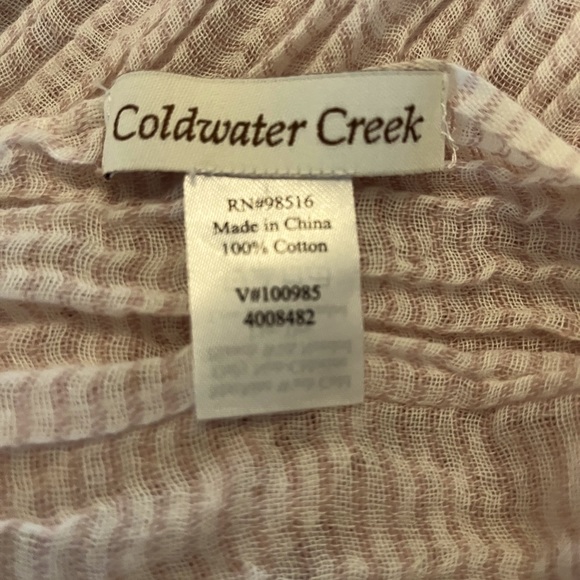 Coldwater Creek
RN#98516
Made in China
100% Cotton
V#100985
4008482